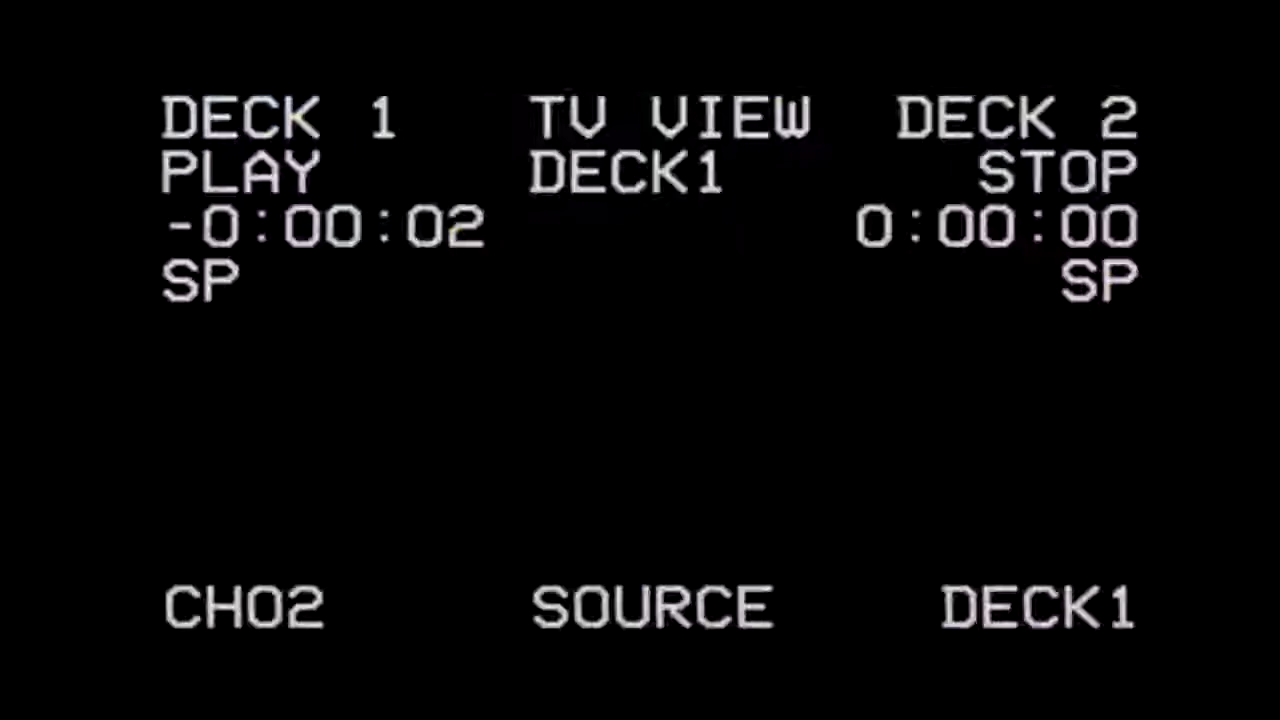 DECK 1 TV VIEW DECK 2
PLAY DECK1 STOP
-0:00:02 0:00:00
SP SP
CH02 SOURCE DECK1